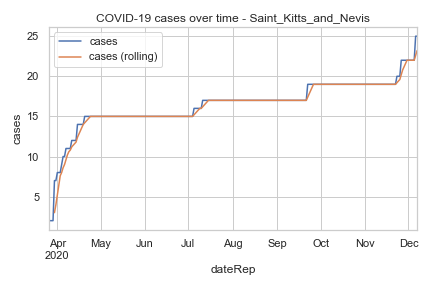 COVID-19 cases over time - Saint_Kitts_and_Nevis
cases
cases (rolling)
25
20
15
10
5
cases
Apr May Jun Jul Aug Sep Oct Nov Dec
2020
dateRep